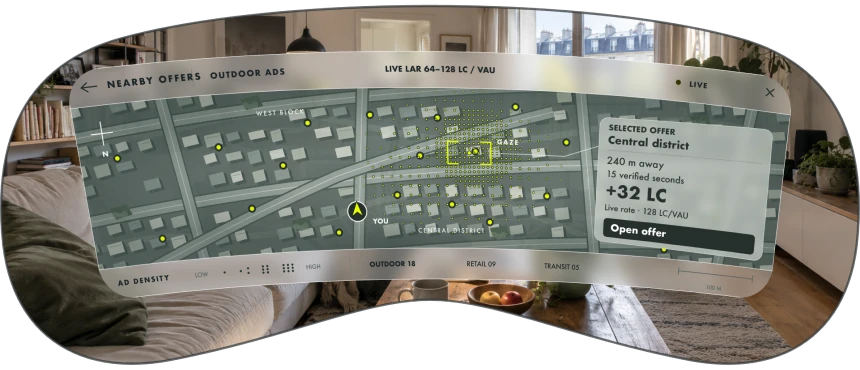 ← NEARBY OFFERS OUTDOOR ADS
LIVE LAR 64–128 LC / VAU
LIVE
×
WEST BLOCK
N
GAZE
YOU
CENTRAL DISTRICT
SELECTED OFFER
Central district
240 m away
15 verified seconds
+32 LC
Live rate · 128 LC/VAU
Open offer
AD DENSITY
LOW
HIGH
OUTDOOR 18
RETAIL 09
TRANSIT 05
100 M